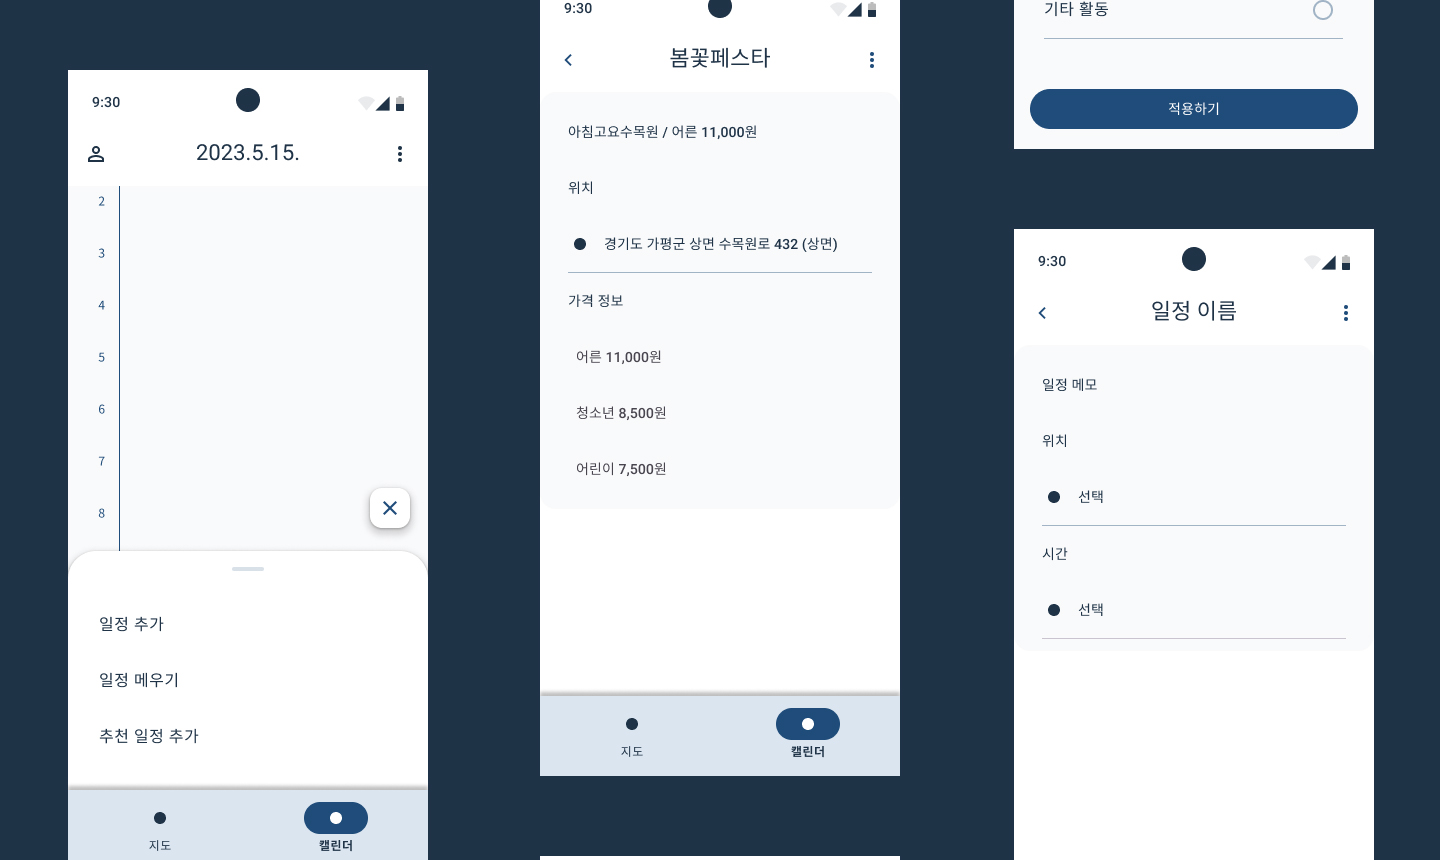 9:30
2023.5.15.
2
3
4
5
6
7
8
일정 추가
일정 메우기
추천 일정 추가
지도
캘린더
9:30
봄꽃페스타
아침고요수목원 / 어른 11,000원
위치
경기도 가평군 상면 수목원로 432 (상면)
가격 정보
어른 11,000원
청소년 8,500원
어린이 7,500원
지도
캘린더
기타 활동
적용하기
9:30
일정 이름
일정 메모
위치
선택
시간
선택